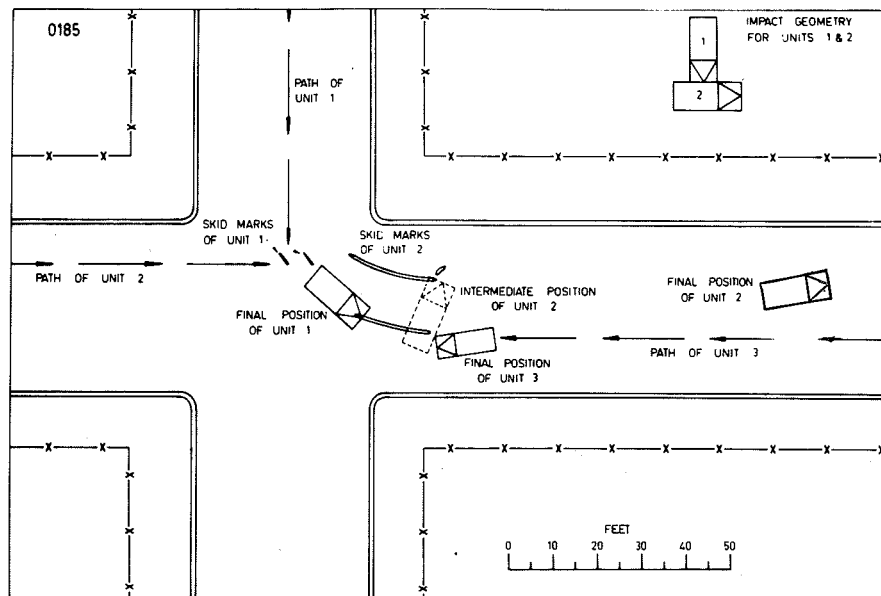 0185
IMPACT GEOMETRY
FOR UNITS 1 & 2
1
2
PATH OF
UNIT 1
SKID MARKS
OF UNIT 1
SKID MARKS
OF UNIT 2
PATH OF UNIT 2
FINAL POSITION
OF UNIT 1
INTERMEDIATE POSITION
OF UNIT 2
FINAL POSITION
OF UNIT 2
FINAL POSITION
OF UNIT 3
PATH OF UNIT 3
FEET
0 10 20 30 40 50